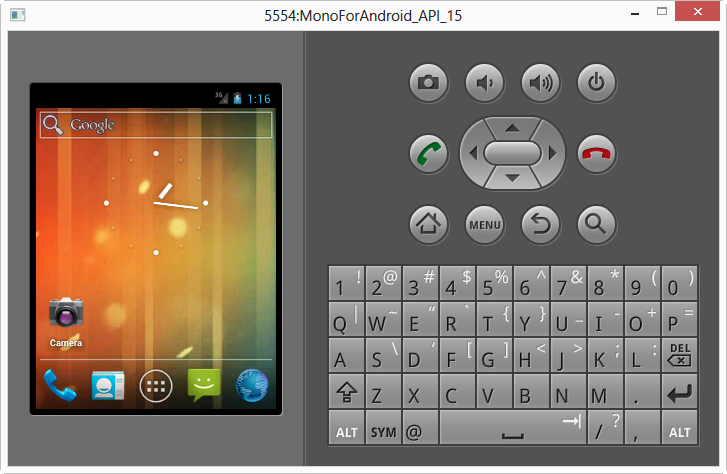 5554:MonoForAndroid_API_15
3G 1:16
Google
Camera
MENU
1 ! 2 @ 3 # 4 $ 5 % 6 ^ 7 & 8 * 9 ( 0 )
Q | W ~ E “ R ` T { Y } U _ I - O + P =
A S \ D ‘ F [ G ] H < J > K ; L : DEL
Z X C V B N M .
ALT SYM @ / ? , ALT